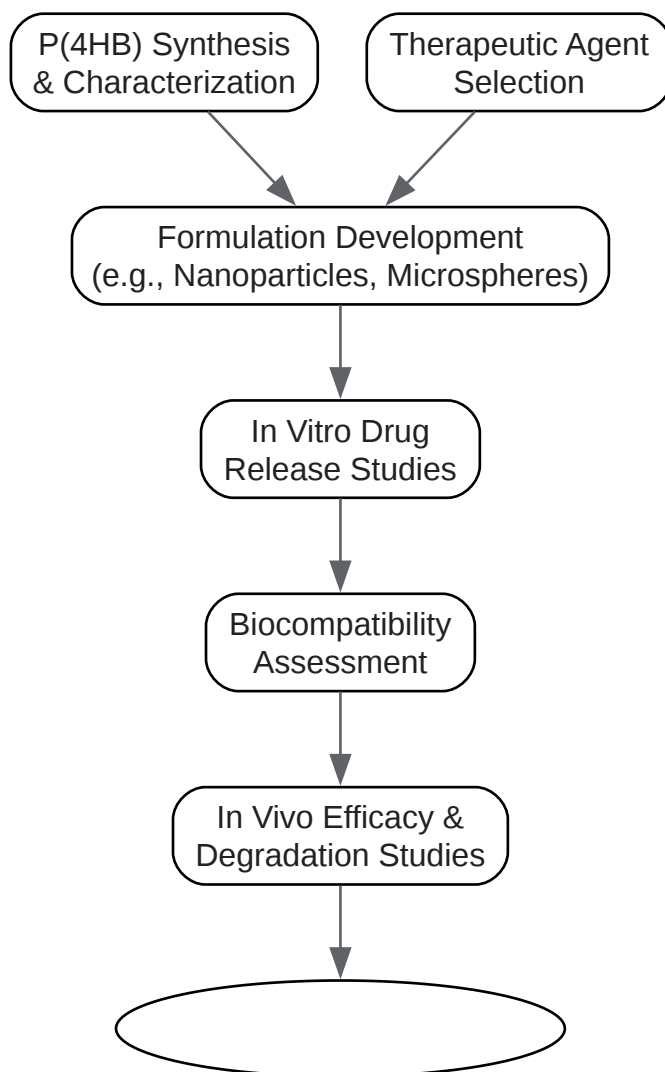 P(4HB) Synthesis
& Characterization
Therapeutic Agent
Selection
Formulation Development
(e.g., Nanoparticles, Microspheres)
In Vitro Drug
Release Studies
Biocompatibility
Assessment
In Vivo Efficacy &
Degradation Studies